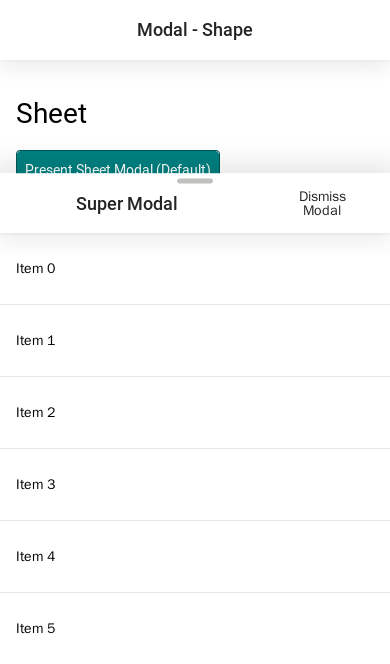 Modal - Shape
Sheet
Present Sheet Modal (Default)
Super Modal
Dismiss
Modal
Item 0
Item 1
Item 2
Item 3
Item 4
Item 5